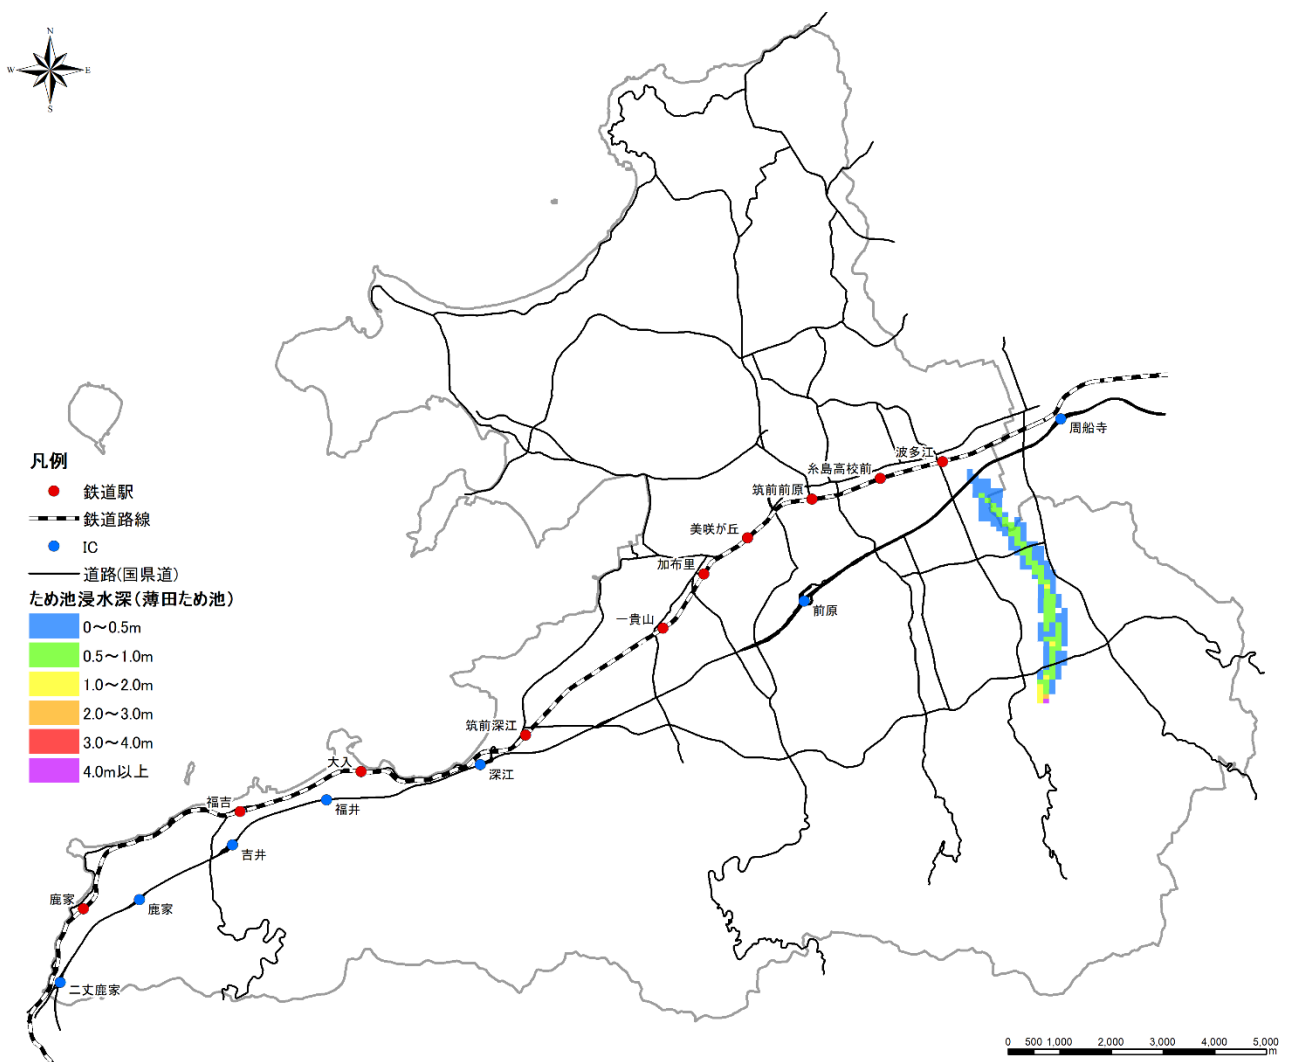 N
W
E
S
周船寺
波多江
糸島高校前
筑前前原
美咲が丘
加布里
前原
一貴山
筑前深江
深江
大入
福井
福吉
吉井
鹿家
鹿家
二丈鹿家
凡例
鉄道駅
鉄道路線
IC
道路(国県道)
ため池浸水深(薄田ため池)
0～0.5m
0.5～1.0m
1.0～2.0m
2.0～3.0m
3.0～4.0m
4.0m以上
0 500 1,000 2,000 3,000 4,000 5,000
m